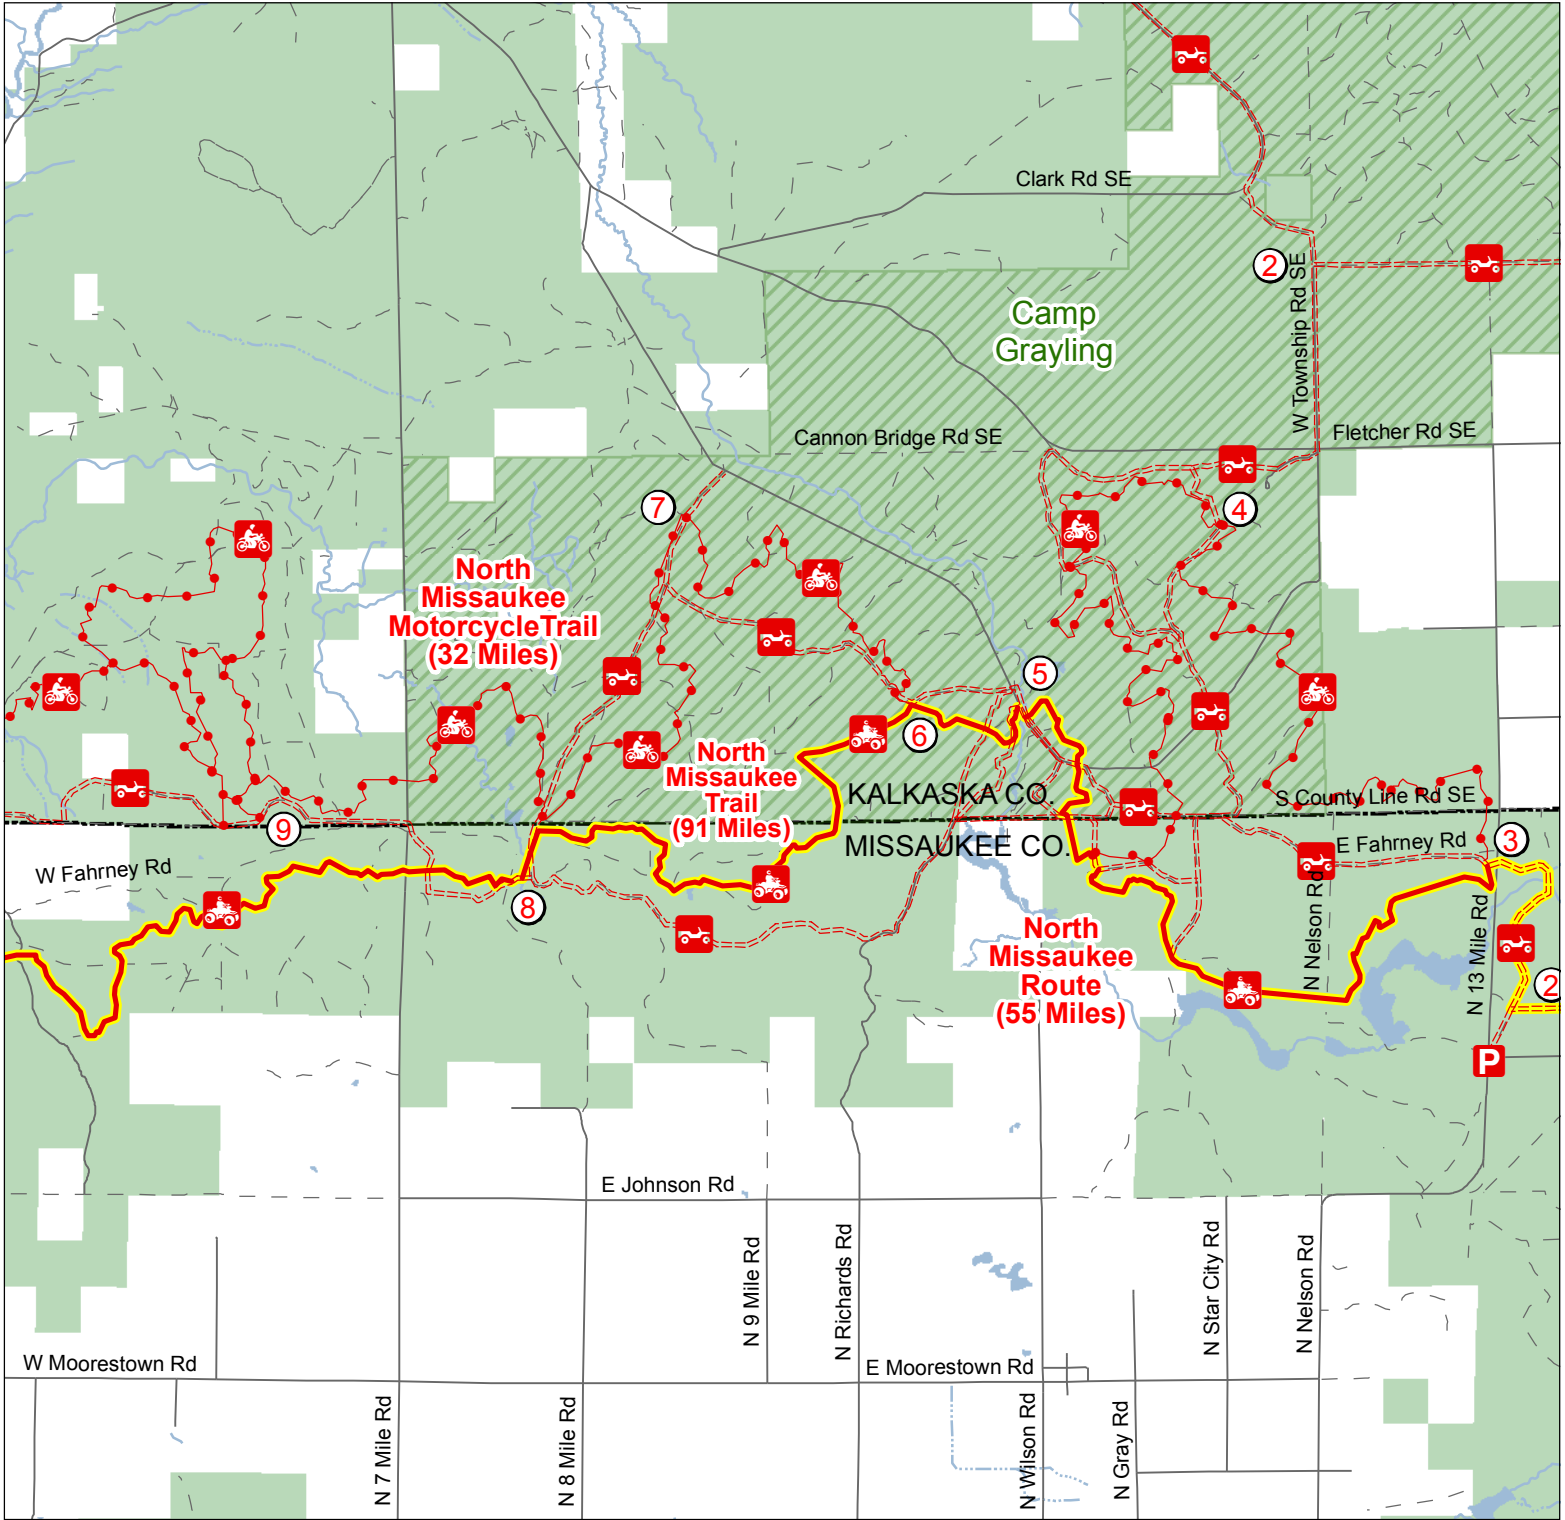 Clark Rd SE
2
W Township Rd SE
Camp
Grayling
Cannon Bridge Rd SE
Fletcher Rd SE
7
4
North
Missaukee
MotorcycleTrail
(32 Miles)
5
6
North
Missaukee
Trail
(91 Miles)
KALKASKA CO.
S County Line Rd SE
MISSAUKEE CO.
9
E Fahrney Rd
3
W Fahrney Rd
N Nelson Rd
N 13 Mile Rd
8
North
Missaukee
Route
(55 Miles)
2
P
E Johnson Rd
N 9 Mile Rd
N Richards Rd
N Star City Rd
N Nelson Rd
W Moorestown Rd
E Moorestown Rd
N 7 Mile Rd
N 8 Mile Rd
N Wilson Rd
N Gray Rd